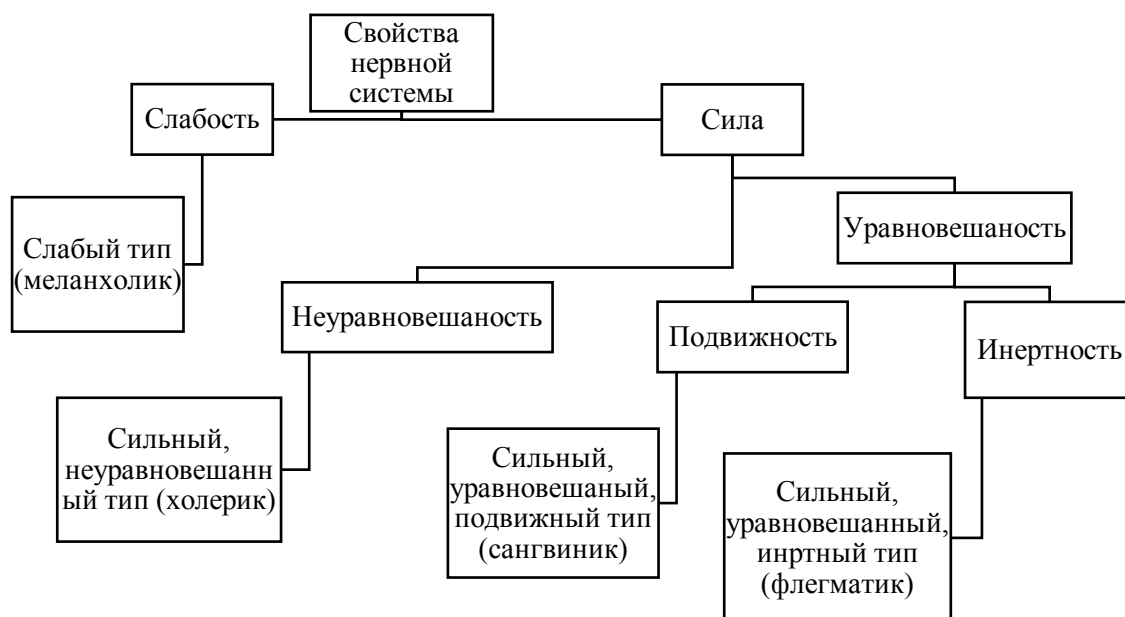 Свойства
нервной
системы
Слабость
Сила
Слабый тип
(меланхолик)
Уравновешаность
Неуравновешаность
Подвижность
Инертность
Сильный,
неуравновешанн
ый тип (холерик)
Сильный,
уравновешаный,
подвижный тип
(сангвиник)
Сильный,
уравновешанный,
инртный тип
(флегматик)